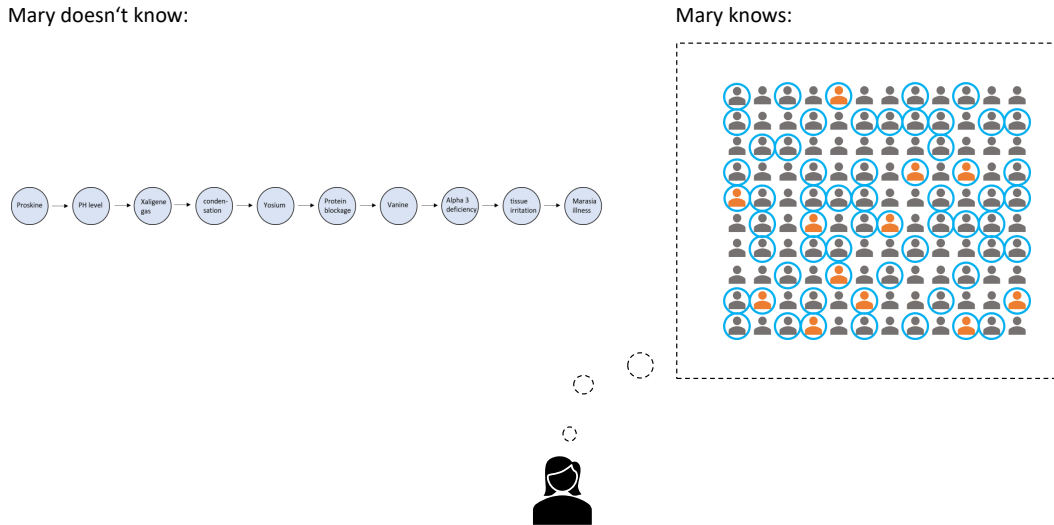 Mary doesn‘t know:
Mary knows:
Proskine
PH level
Xaligene
gas
conden-
sation
Yosium
Protein
blockage
Vanine
Alpha 3
deficiency
tissue
irritation
Marasia
illness